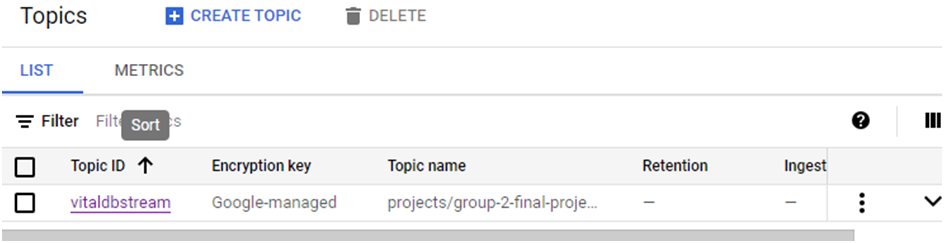 Topics CREATE TOPIC DELETE
LIST METRICS
Filter Filte cs
Sort
Topic ID Encryption key Topic name Retention Ingest
vitaldbstream Google-managed projects/group-2-final-proje... — —